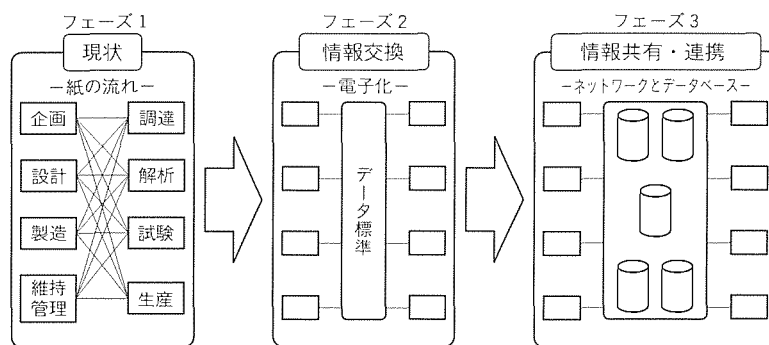 フェーズ1
現状
−紙の流れ−
企画
調達
設計
解析
製造
試験
維持
管理
生産
フェーズ2
情報交換
−電子化−
データ標準
フェーズ3
情報共有・連携
−ネットワークとデータベース−